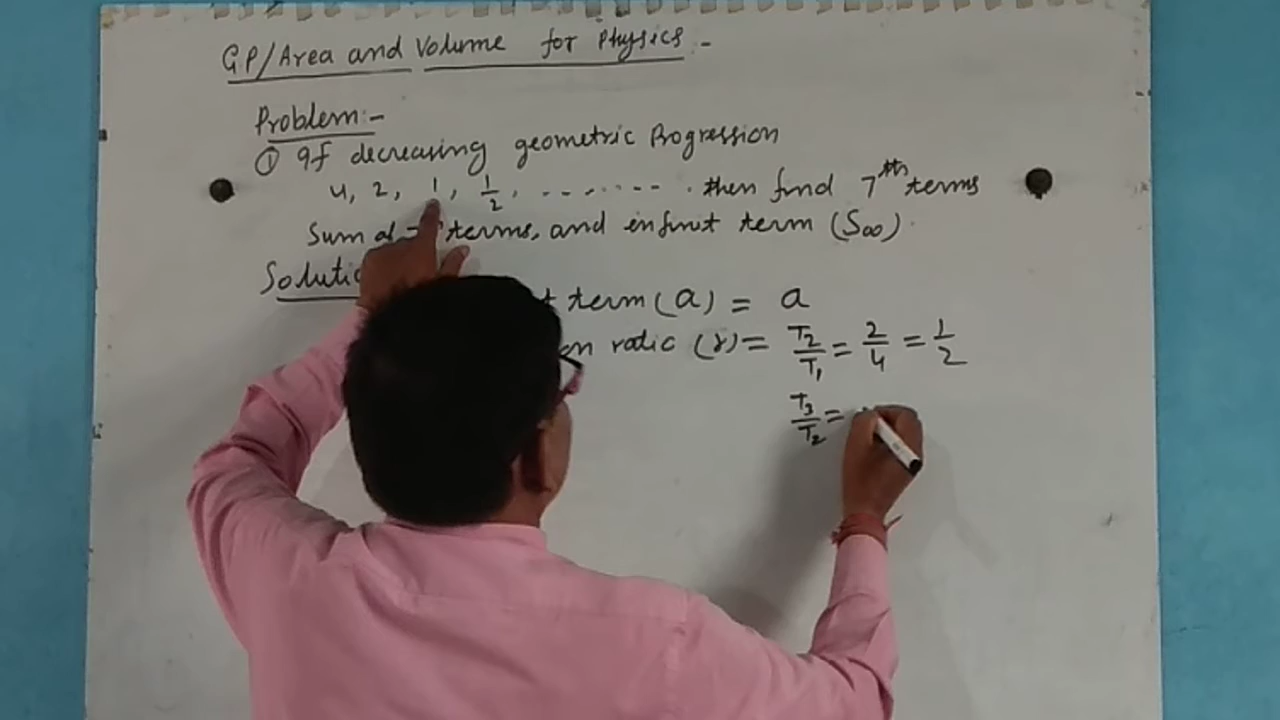 GP/Area and Volume for Physics -
Problem:-
① If decreasing geometric Progression
4, 2, 1, 1/2, ......... then find 7th terms
Sum of terms, and infinit term (S∞).
term (a) = a
ratio (r) = T2/T1 = 2/4 = 1/2
T3/T2 =